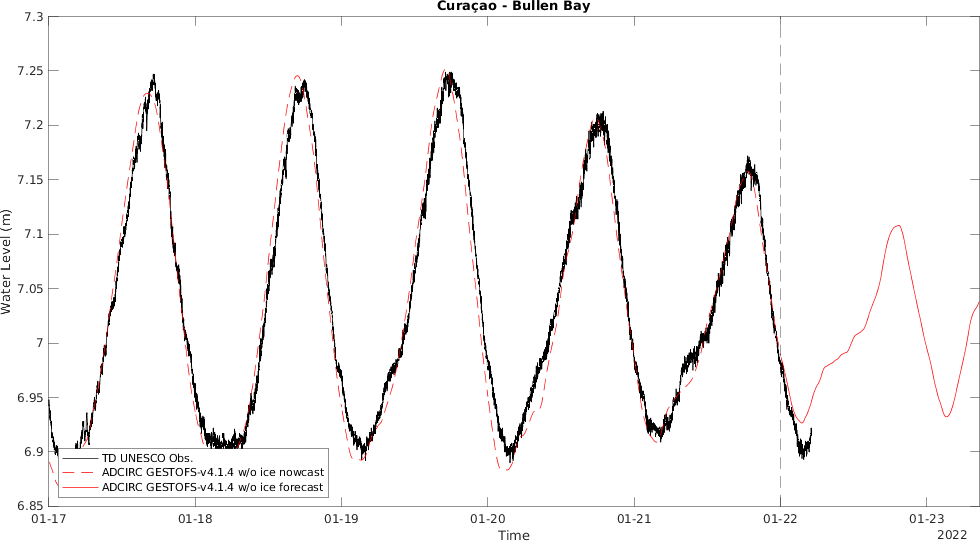 Curaçao - Bullen Bay
Water Level (m)
7.3
7.25
7.2
7.15
7.1
7.05
7
6.95
6.9
6.85
TD UNESCO Obs.
ADCIRC GESTOFS-v4.1.4 w/o ice nowcast
ADCIRC GESTOFS-v4.1.4 w/o ice forecast
01-17 01-18 01-19 01-20 01-21 01-22 01-23
Time
2022